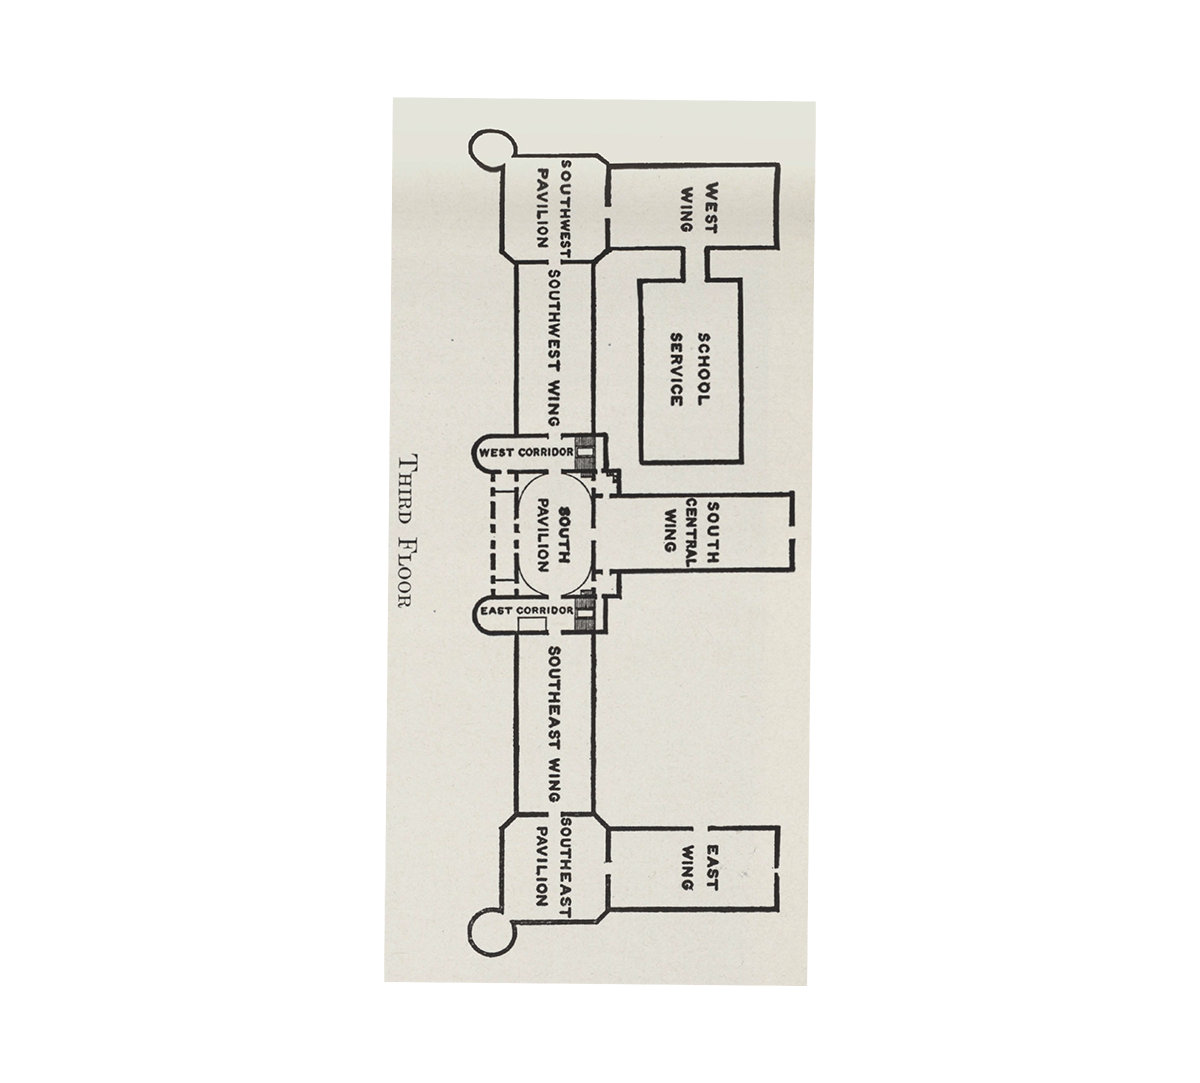 WEST
WING
SCHOOL
SERVICE
SOUTH
CENTRAL
WING
EAST
WING
SOUTHWEST
PAVILION
SOUTHWEST WING
WEST CORRIDOR
SOUTH
PAVILION
EAST CORRIDOR
SOUTHEAST WING
SOUTHEAST
PAVILION
THIRD FLOOR